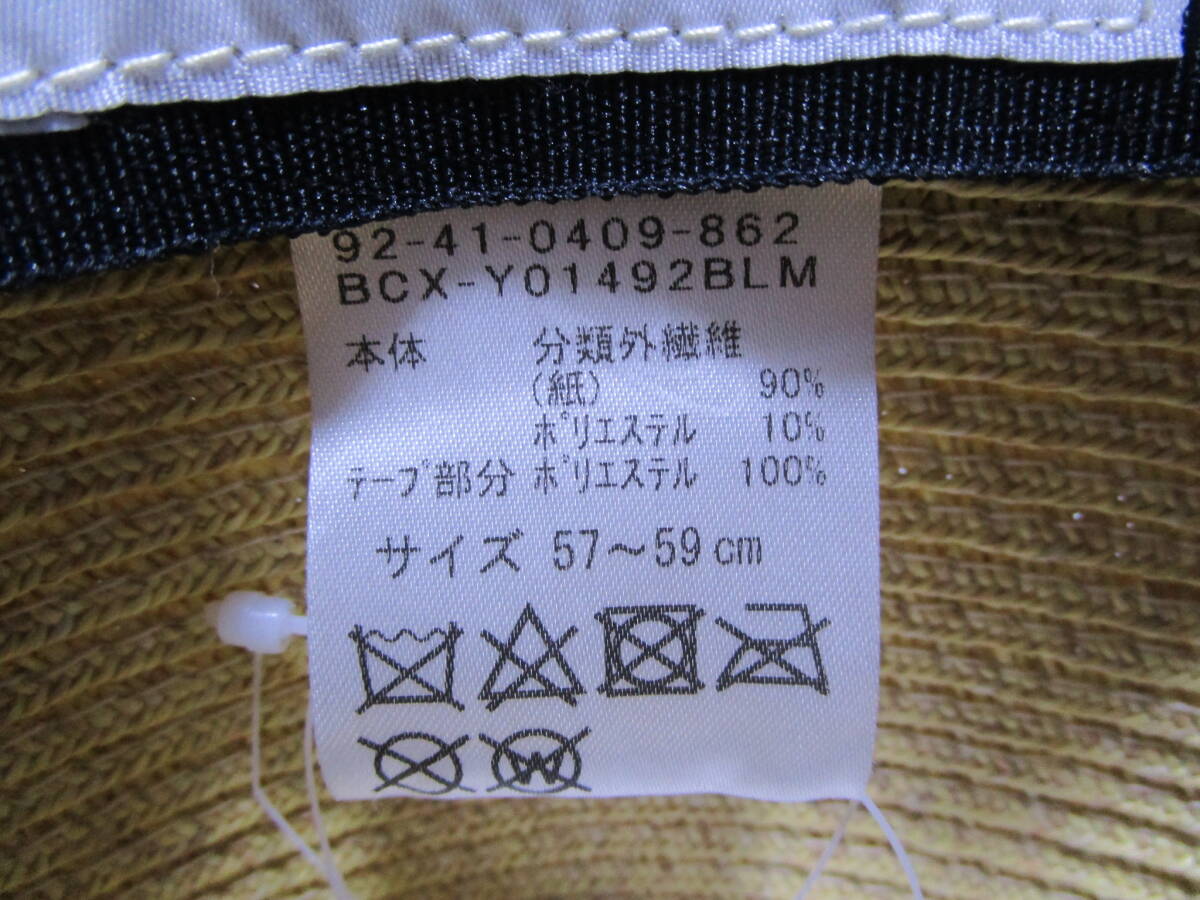 92-41-0409-862
BCX-Y01492BLM
本体 分類外繊維
(紙) 90%
ﾎﾟﾘｴｽﾃﾙ 10%
ﾃｰﾌﾟ部分 ﾎﾟﾘｴｽﾃﾙ 100%
サイズ 57～59cm
W